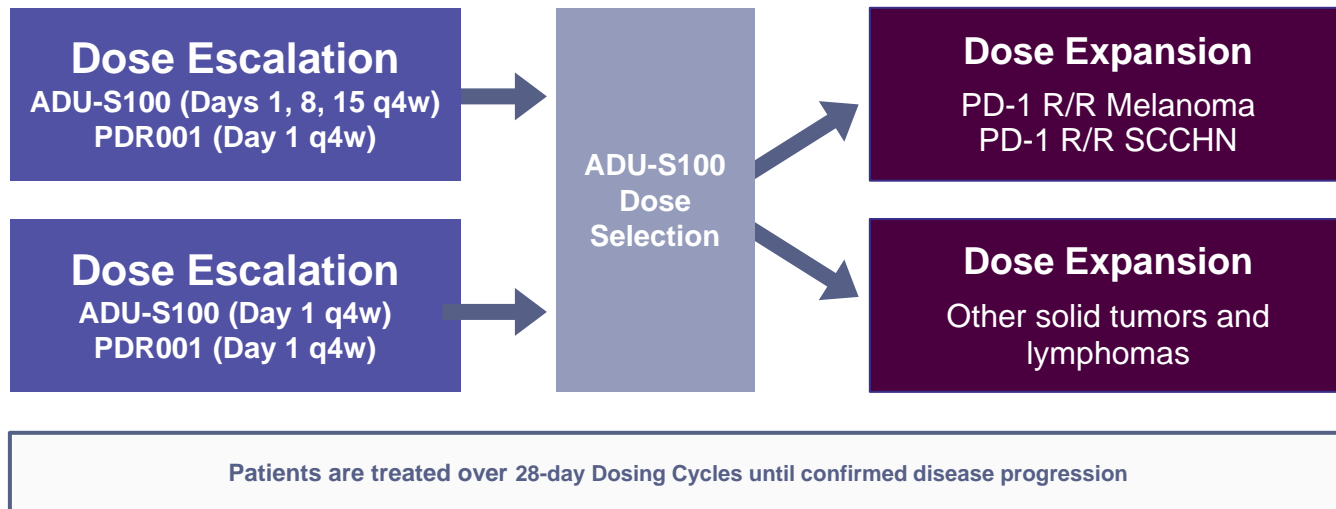 Dose Escalation
ADU-S100 (Days 1, 8, 15 q4w)
PDR001 (Day 1 q4w)
Dose Escalation
ADU-S100 (Day 1 q4w)
PDR001 (Day 1 q4w)
ADU-S100
Dose
Selection
Dose Expansion
PD-1 R/R Melanoma
PD-1 R/R SCCHN
Dose Expansion
Other solid tumors and
lymphomas
Patients are treated over 28-day Dosing Cycles until confirmed disease progression